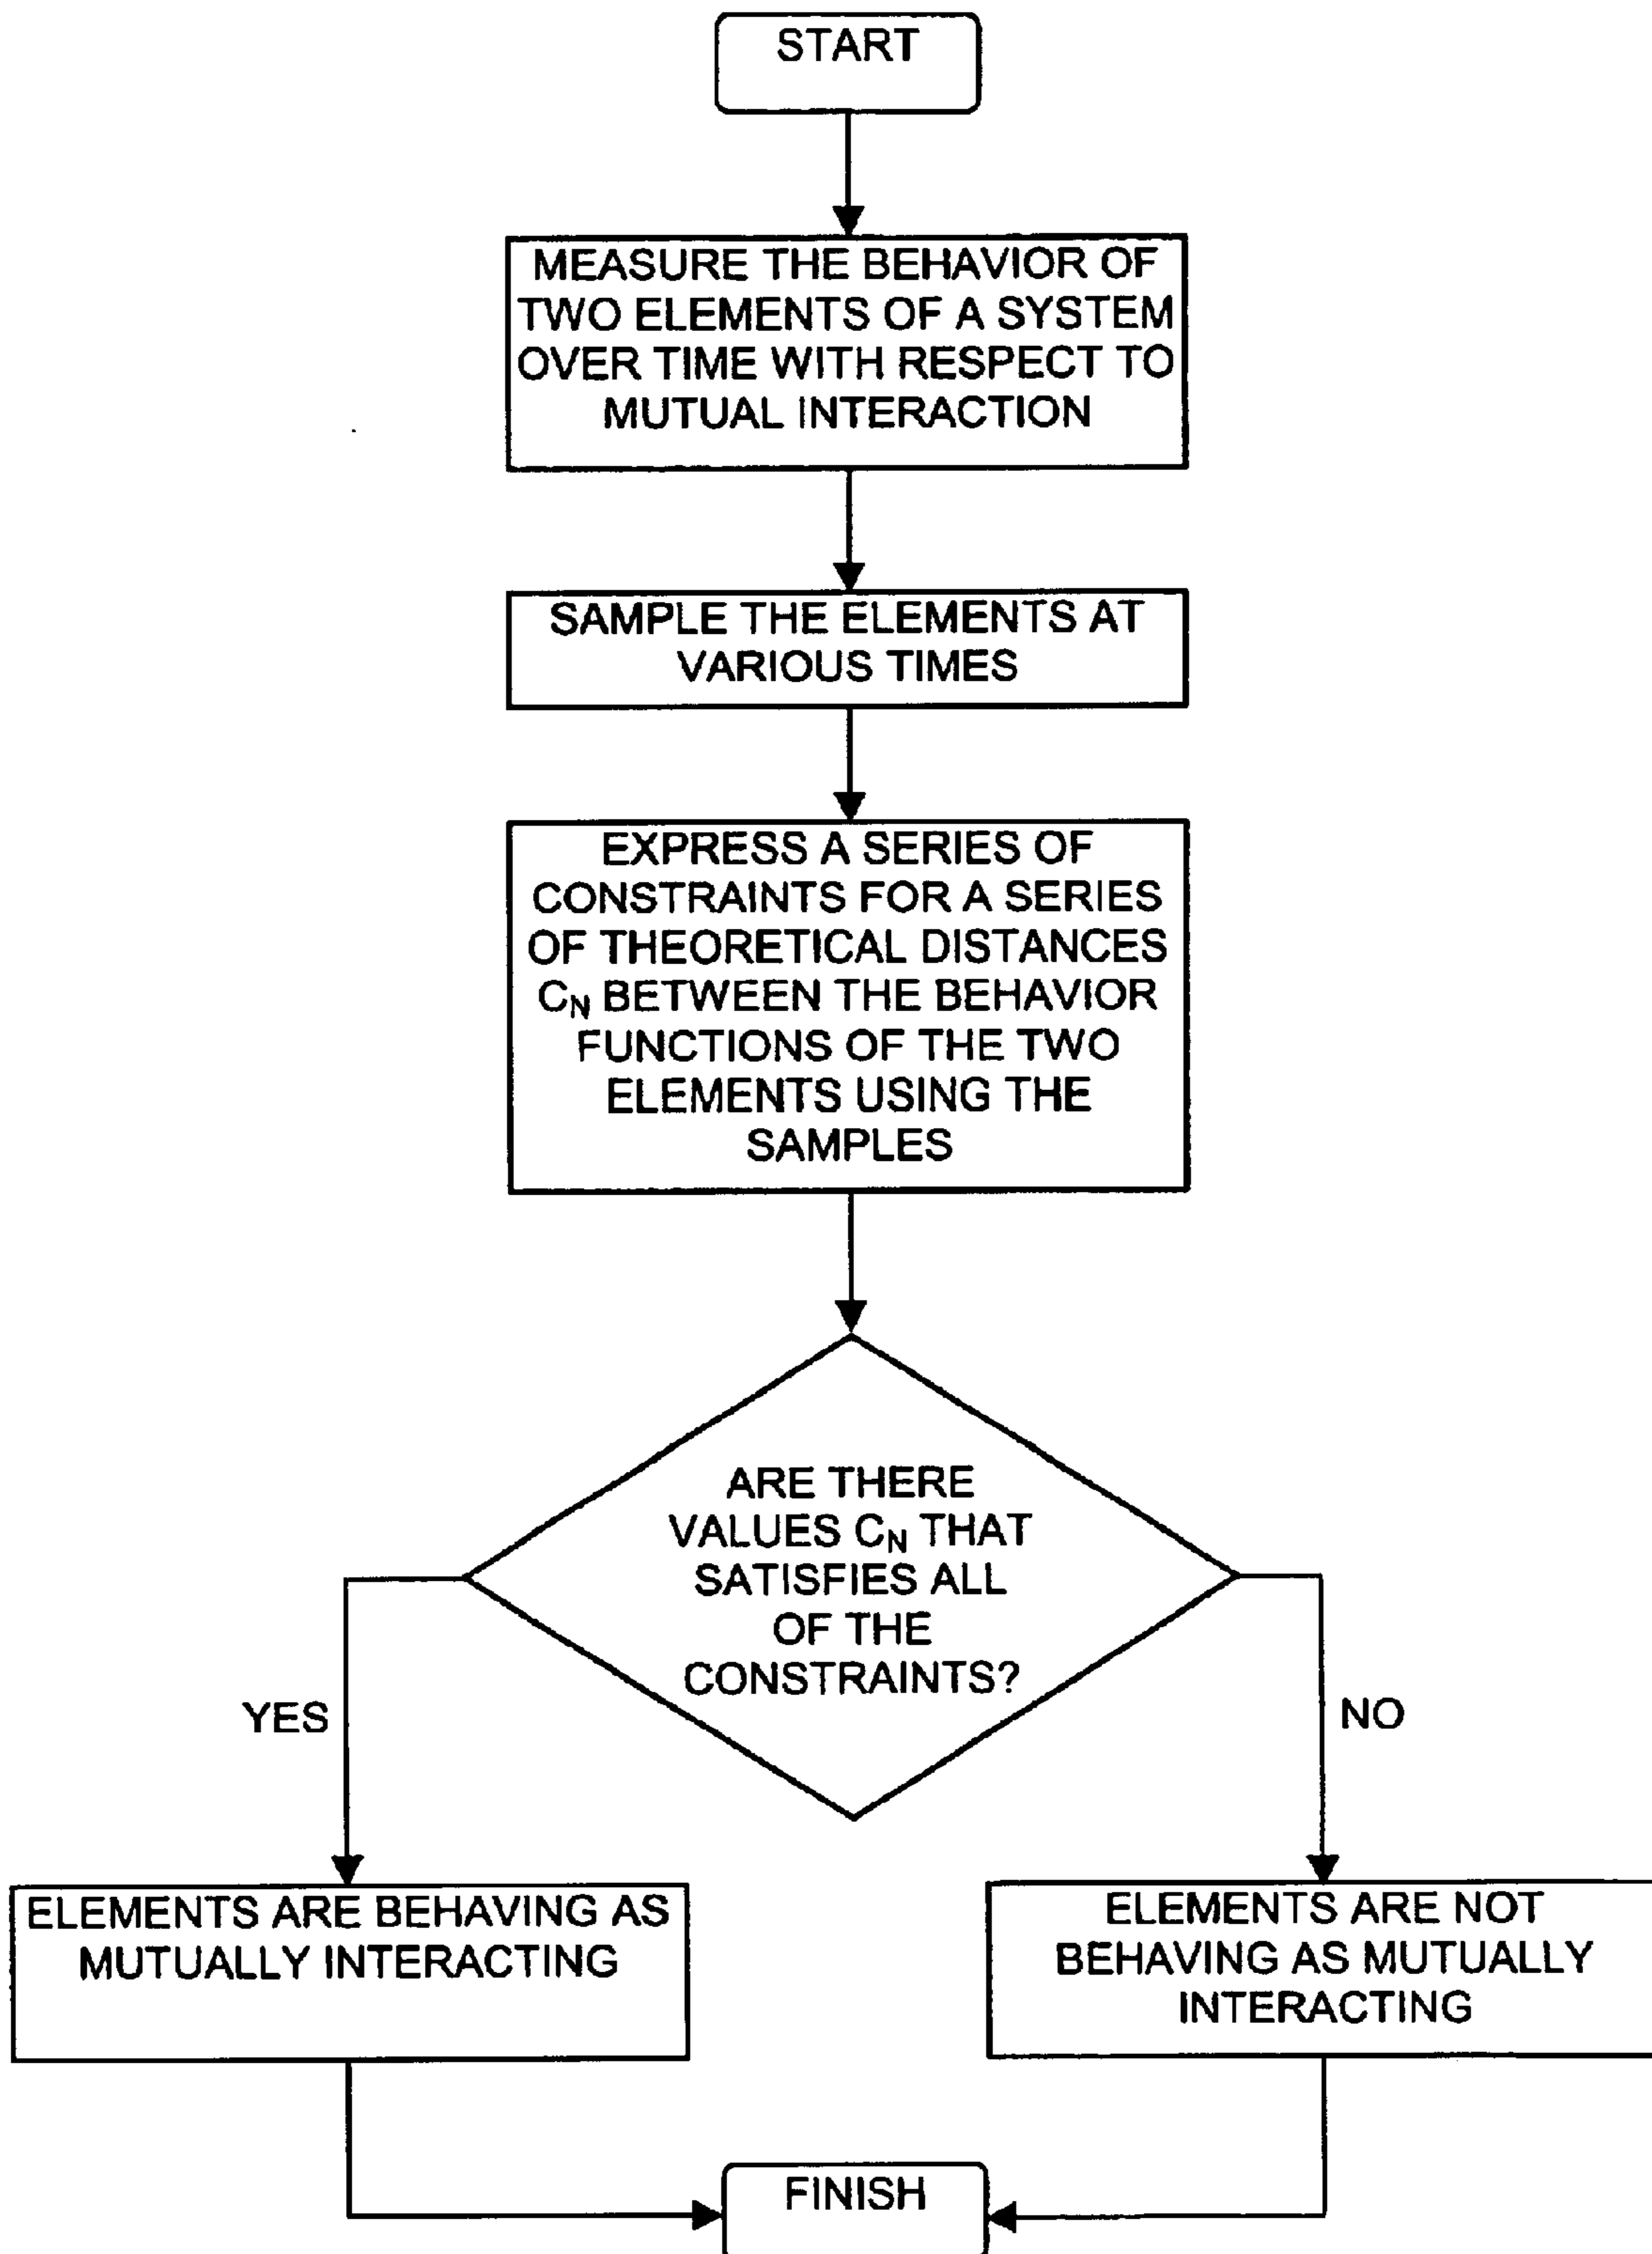 START
MEASURE THE BEHAVIOR OF
TWO ELEMENTS OF A SYSTEM
OVER TIME WITH RESPECT TO
MUTUAL INTERACTION
SAMPLE THE ELEMENTS AT
VARIOUS TIMES
EXPRESS A SERIES OF
CONSTRAINTS FOR A SERIES
OF THEORETICAL DISTANCES
C_N BETWEEN THE BEHAVIOR
FUNCTIONS OF THE TWO
ELEMENTS USING THE
SAMPLES
ARE THERE
VALUES C_N THAT
SATISFIES ALL
OF THE
CONSTRAINTS?
YES
NO
ELEMENTS ARE BEHAVING AS
MUTUALLY INTERACTING
ELEMENTS ARE NOT
BEHAVING AS MUTUALLY
INTERACTING
FINISH